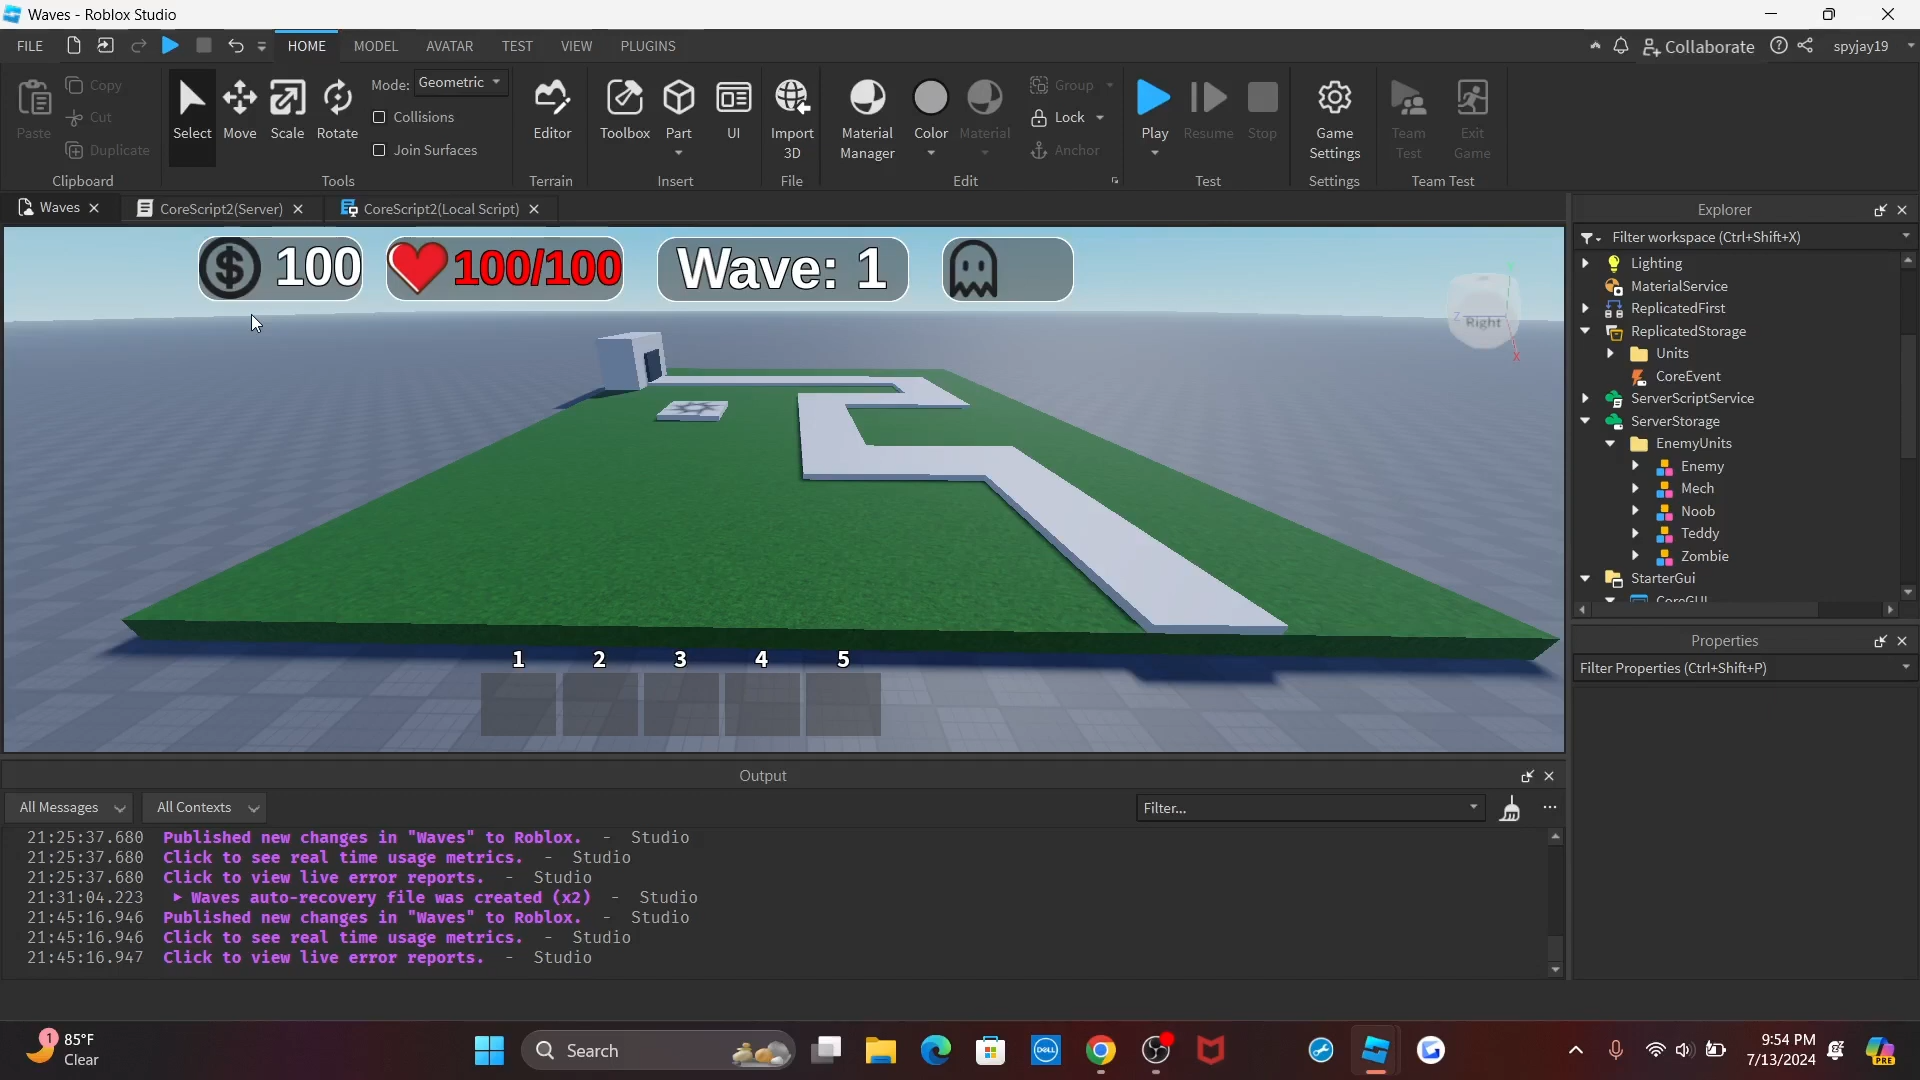 Waves - Roblox Studio
FILE HOME MODEL AVATAR TEST VIEW PLUGINS Collaborate spyjay19
Paste Copy Cut Duplicate
Clipboard
Select Move Scale Rotate
Mode: Geometric
Collisions
Join Surfaces
Tools
Editor
Terrain
Toolbox Part UI
Insert
Import 3D
File
Material Manager Color Material
Group
Lock
Anchor
Edit
Play Resume Stop
Test
Game Settings
Settings
Team Test Exit Game
Team Test
Waves CoreScript2(Server) CoreScript2(Local Script)
100 100/100 Wave: 1
Right
Z
X
1 2 3 4 5
Explorer
Filter workspace (Ctrl+Shift+X)
Lighting
MaterialService
ReplicatedFirst
ReplicatedStorage
Units
CoreEvent
ServerScriptService
ServerStorage
EnemyUnits
Enemy
Mech
Noob
Teddy
Zombie
StarterGui
CoreGUI
Properties
Filter Properties (Ctrl+Shift+P)
Output
All Messages All Contexts Filter...
21:25:37.680 Published new changes in "Waves" to Roblox. - Studio
21:25:37.680 Click to see real time usage metrics. - Studio
21:25:37.680 Click to view live error reports. - Studio
21:31:04.223 ▶ Waves auto-recovery file was created (x2) - Studio
21:45:16.946 Published new changes in "Waves" to Roblox. - Studio
21:45:16.946 Click to see real time usage metrics. - Studio
21:45:16.947 Click to view live error reports. - Studio
1 85°F
Clear
Search
DELL
9:54 PM
7/13/2024
PRE